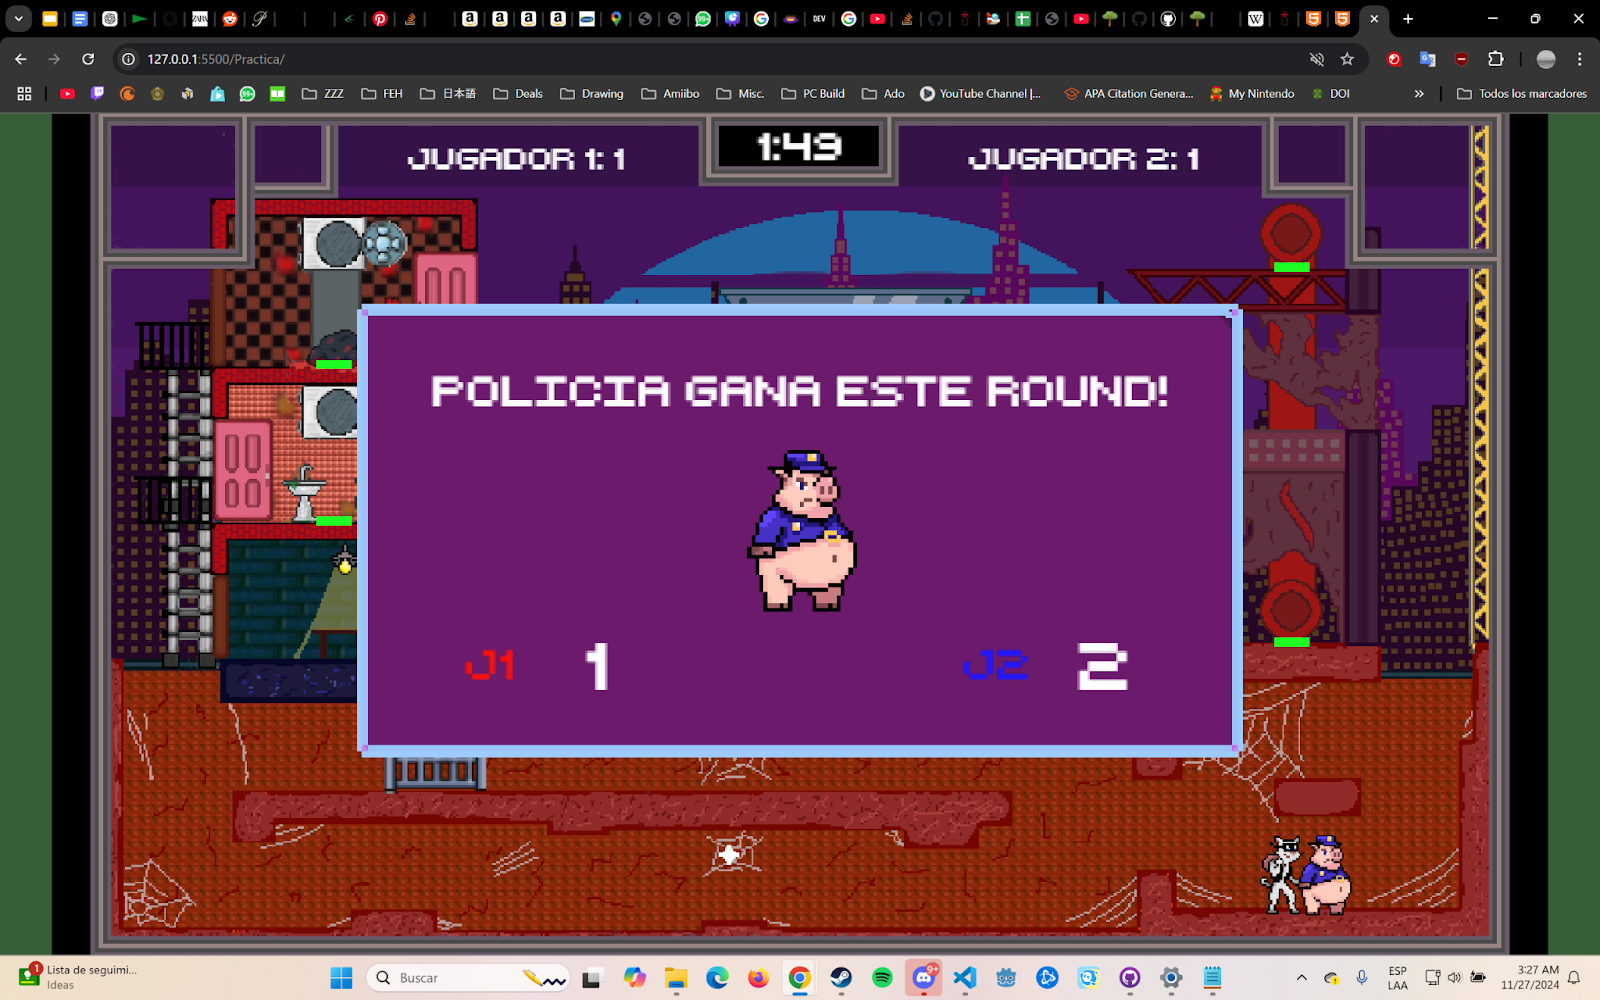 127.0.0.1:5500/Practica/
ZZZ
FEH
日本語
Deals
Drawing
Amiibo
Misc.
PC Build
Ado
YouTube Channel |...
APA Citation Genera...
My Nintendo
DOI
»
Todos los marcadores
JUGADOR 1: 1
1:49
JUGADOR 2: 1
POLICIA GANA ESTE ROUND!
J1 1
J2 2
1
Lista de seguimi...
Ideas
Buscar
9+
ESP
LAA
3:27 AM
11/27/2024